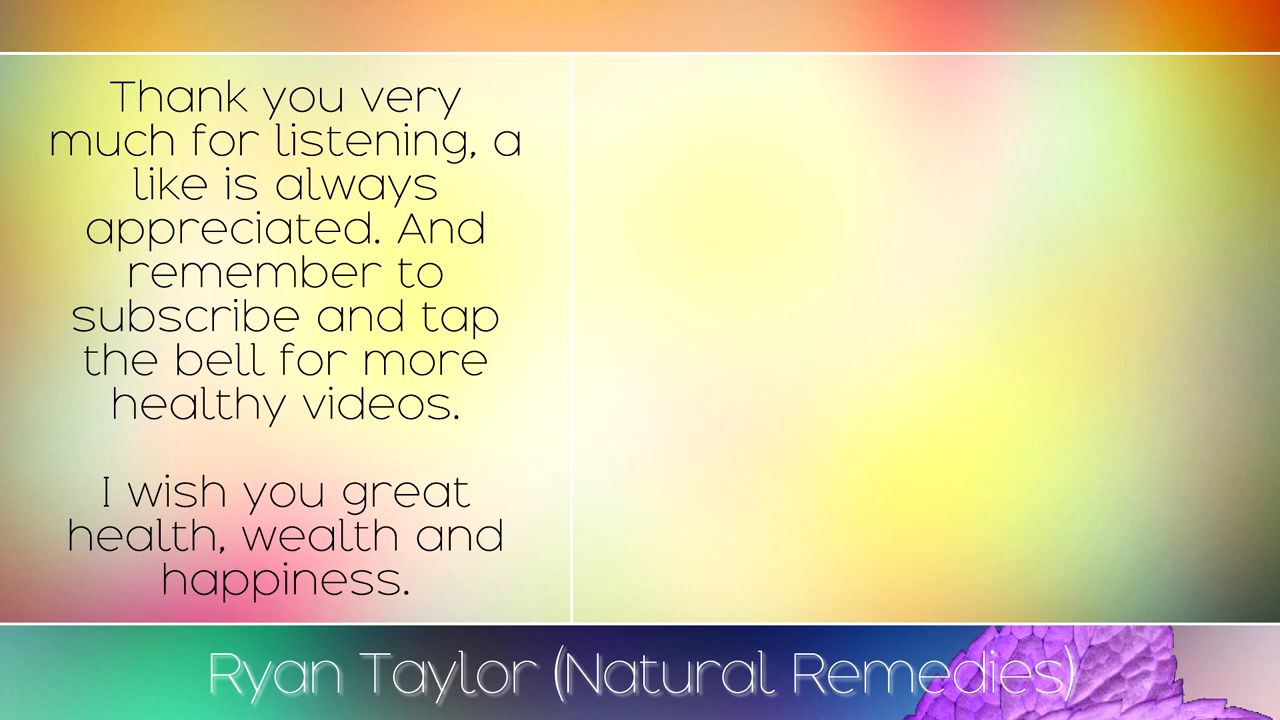 Thank you very
much for listening, a
like is always
appreciated. And
remember to
subscribe and tap
the bell for more
healthy videos.
I wish you great
health, wealth and
happiness.
Ryan Taylor (Natural Remedies)